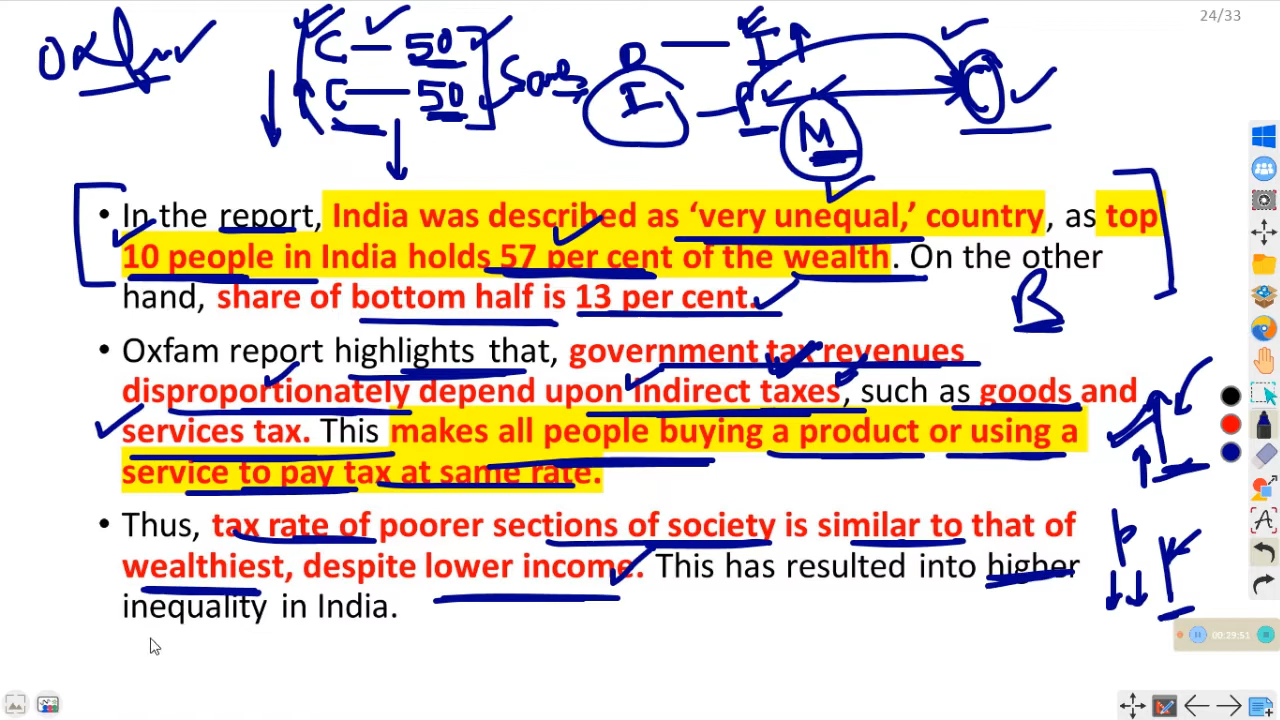 24/33
Oxfam
C — 50
C — 50
Same
D — I
I — P
M
C
• In the report, India was described as ‘very unequal,’ country, as top
10 people in India holds 57 per cent of the wealth. On the other
hand, share of bottom half is 13 per cent.
B
• Oxfam report highlights that, government tax revenues
disproportionately depend upon indirect taxes, such as goods and
services tax. This makes all people buying a product or using a
service to pay tax at same rate.
• Thus, tax rate of poorer sections of society is similar to that of
wealthiest, despite lower income. This has resulted into higher
inequality in India.
P
00:29:51